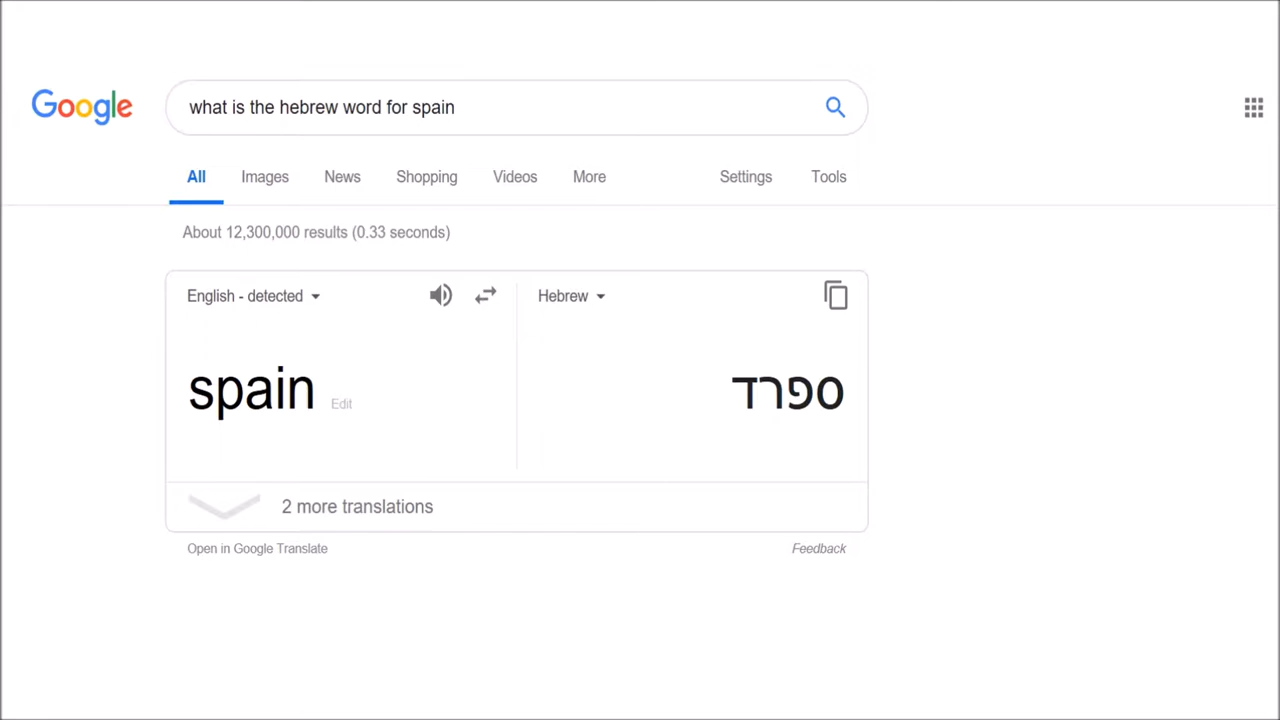 Google
what is the hebrew word for spain
All Images News Shopping Videos More Settings Tools
About 12,300,000 results (0.33 seconds)
English - detected Hebrew
spain Edit ספרד
2 more translations
Open in Google Translate Feedback